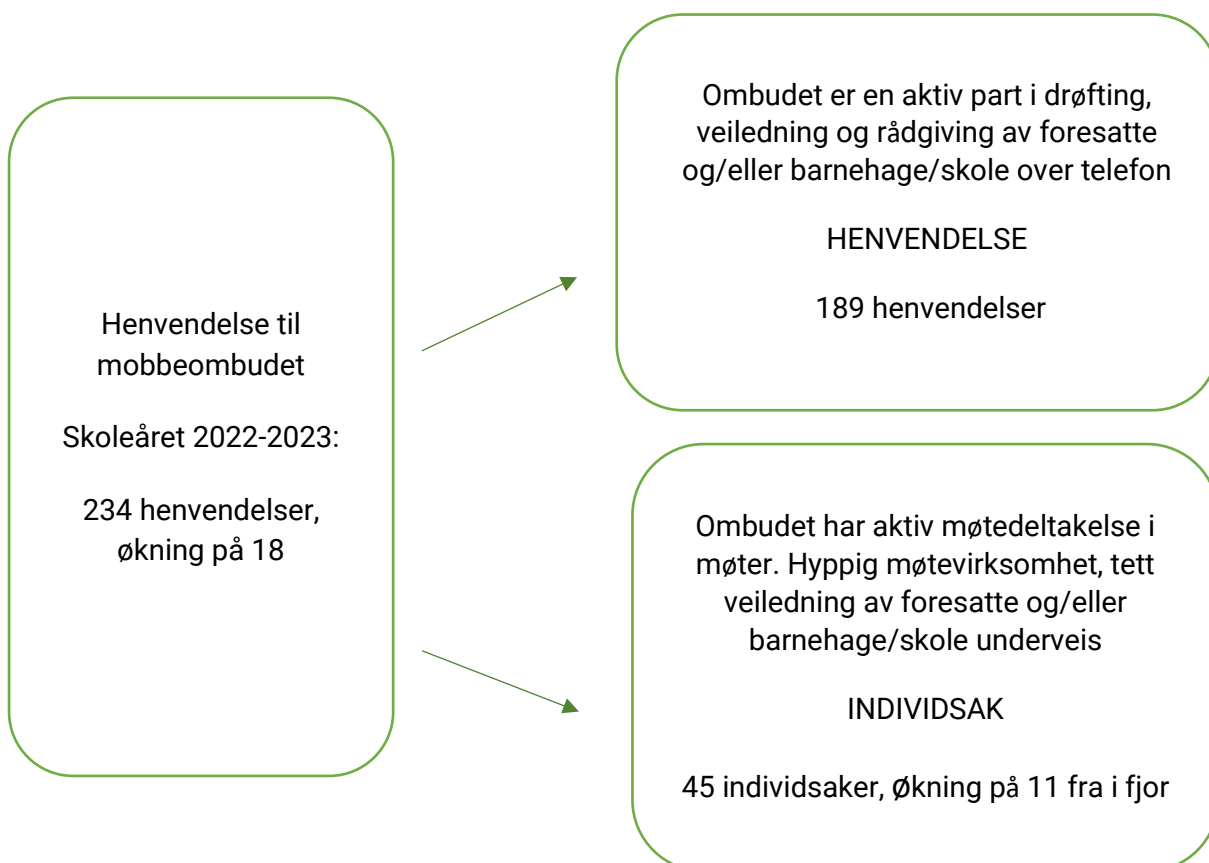 Henvendelse til
mobbeombudet
Skoleåret 2022-2023:
234 henvendelser,
økning på 18
Ombudet er en aktiv part i drøfting,
veiledning og rådgiving av foresatte
og/eller barnehage/skole over telefon
HENVENDELSE
189 henvendelser
Ombudet har aktiv møtedeltakelse i
møter. Hyppig møtevirksomhet, tett
veiledning av foresatte og/eller
barnehage/skole underveis
INDIVIDSAK
45 individsaker, Økning på 11 fra i fjor